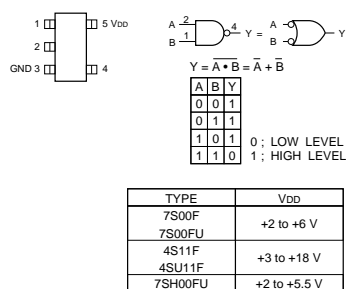 1 5 VDD
2
GND 3 4
A 2 4 Y = A Y
B 1 B
Y = A • B = A + B
A B Y
0 0 1
0 1 1
1 0 1
1 1 0
0 ; LOW LEVEL
1 ; HIGH LEVEL
TYPE VDD
7S00F
7S00FU
+2 to +6 V
4S11F
4SU11F
+3 to +18 V
7SH00FU +2 to +5.5 V